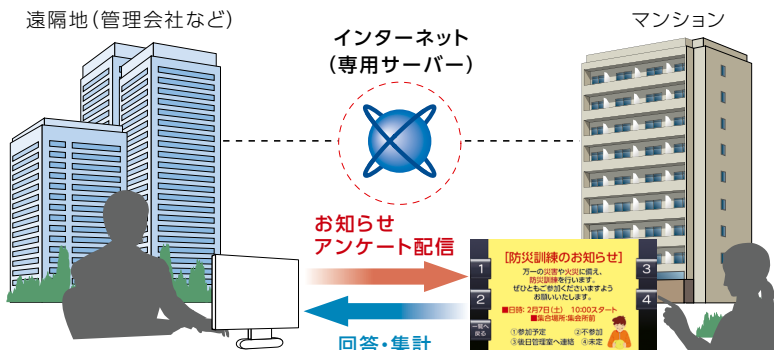 遠隔地(管理会社など)
インターネット
(専用サーバー)
マンション
お知らせ
アンケート配信
回答・集計
1
2
一覧へ
戻る
3
4
[防災訓練のお知らせ]
万一の災害や火災に備え、
防災訓練を行います。
ぜひともご参加くださいますよう
お願いいたします。
■日時: 2月7日(土) 10:00スタート
■集合場所:集会所前
①参加予定 ②不参加
③後日管理室へ連絡 ④未定